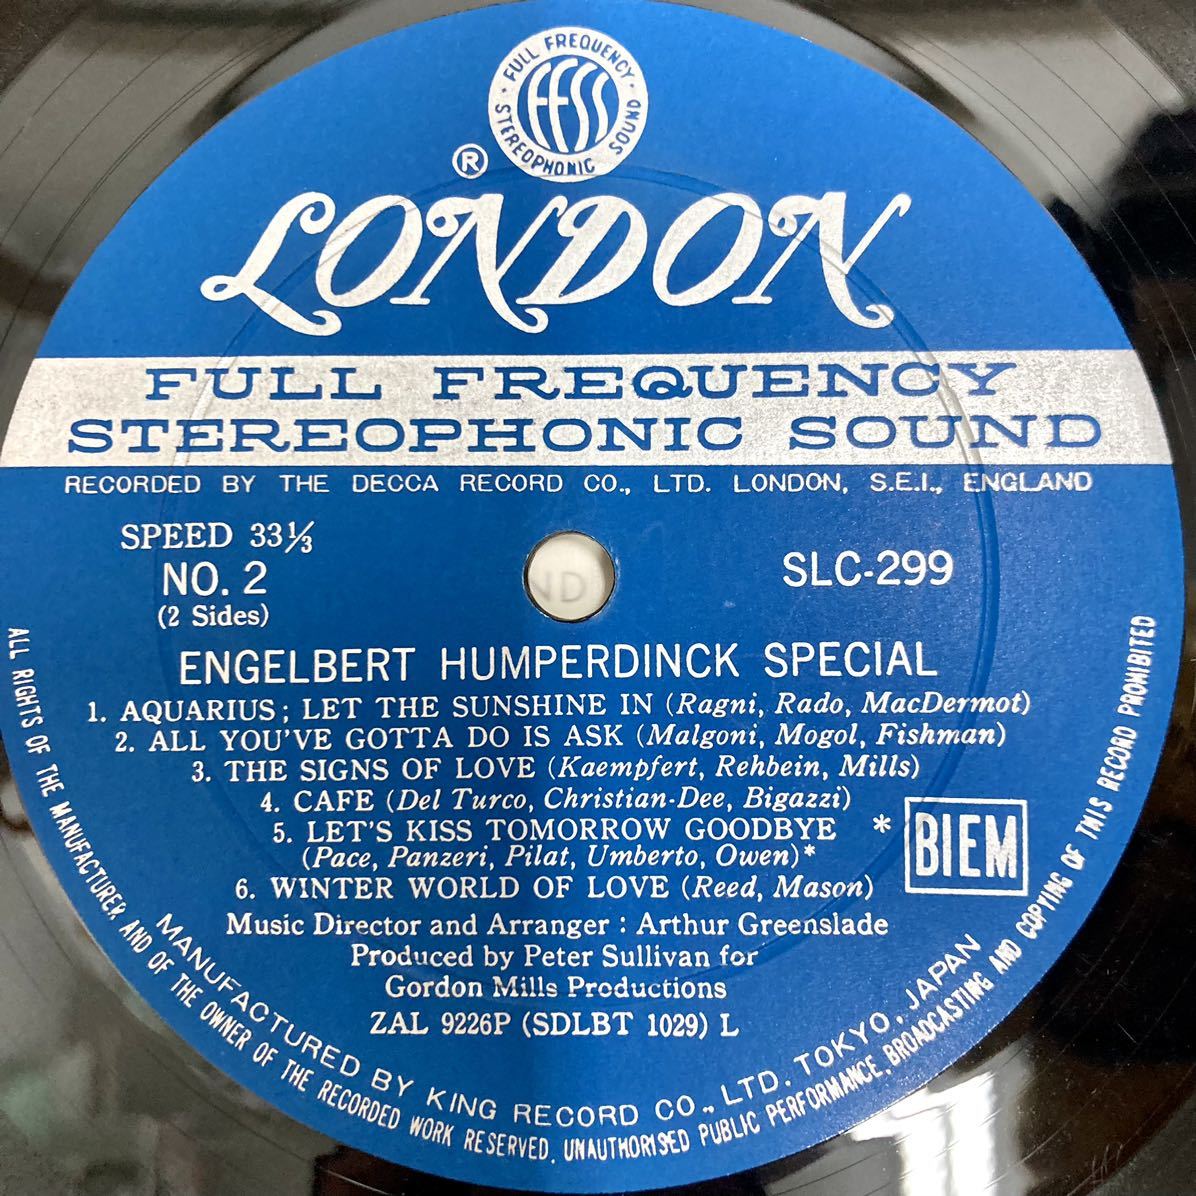 FULL FREQUENCY
STEREOPHONIC SOUND
FFSS
®
LONDON
FULL FREQUENCY
STEREOPHONIC SOUND
RECORDED BY THE DECCA RECORD CO., LTD. LONDON, S.E.I., ENGLAND
SPEED 33⅓
NO. 2
(2 Sides)
SLC-299
ENGELBERT HUMPERDINCK SPECIAL
1. AQUARIUS; LET THE SUNSHINE IN (Ragni, Rado, MacDermot)
2. ALL YOU'VE GOTTA DO IS ASK (Malgoni, Mogol, Fishman)
3. THE SIGNS OF LOVE (Kaempfert, Rehbein, Mills)
4. CAFE (Del Turco, Christian-Dee, Bigazzi)
5. LET'S KISS TOMORROW GOODBYE *
(Pace, Panzeri, Pilat, Umberto, Owen)*
BIEM
6. WINTER WORLD OF LOVE (Reed, Mason)
Music Director and Arranger : Arthur Greenslade
Produced by Peter Sullivan for
Gordon Mills Productions
ZAL 9226P (SDLBT 1029) L
MANUFACTURED BY KING RECORD CO., LTD. TOKYO, JAPAN
ALL RIGHTS OF THE MANUFACTURER AND OF THE OWNER OF THE RECORDED WORK RESERVED. UNAUTHORISED PUBLIC PERFORMANCE, BROADCASTING AND COPYING OF THIS RECORD PROHIBITED